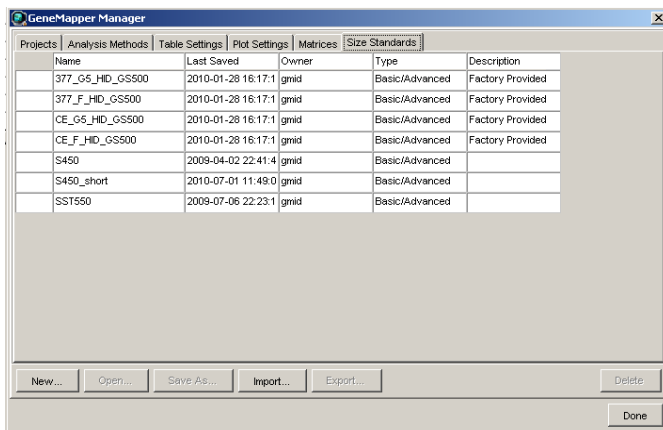 GeneMapper Manager
Projects Analysis Methods Table Settings Plot Settings Matrices Size Standards
Name Last Saved Owner Type Description
377_G5_HID_GS500 2010-01-28 16:17:1 gmid Basic/Advanced Factory Provided
377_F_HID_GS500 2010-01-28 16:17:1 gmid Basic/Advanced Factory Provided
CE_G5_HID_GS500 2010-01-28 16:17:1 gmid Basic/Advanced Factory Provided
CE_F_HID_GS500 2010-01-28 16:17:1 gmid Basic/Advanced Factory Provided
S450 2009-04-02 22:41:4 gmid Basic/Advanced
S450_short 2010-07-01 11:49:0 gmid Basic/Advanced
SST550 2009-07-06 22:23:1 gmid Basic/Advanced
New... Open... Save As... Import... Export... Delete
Done